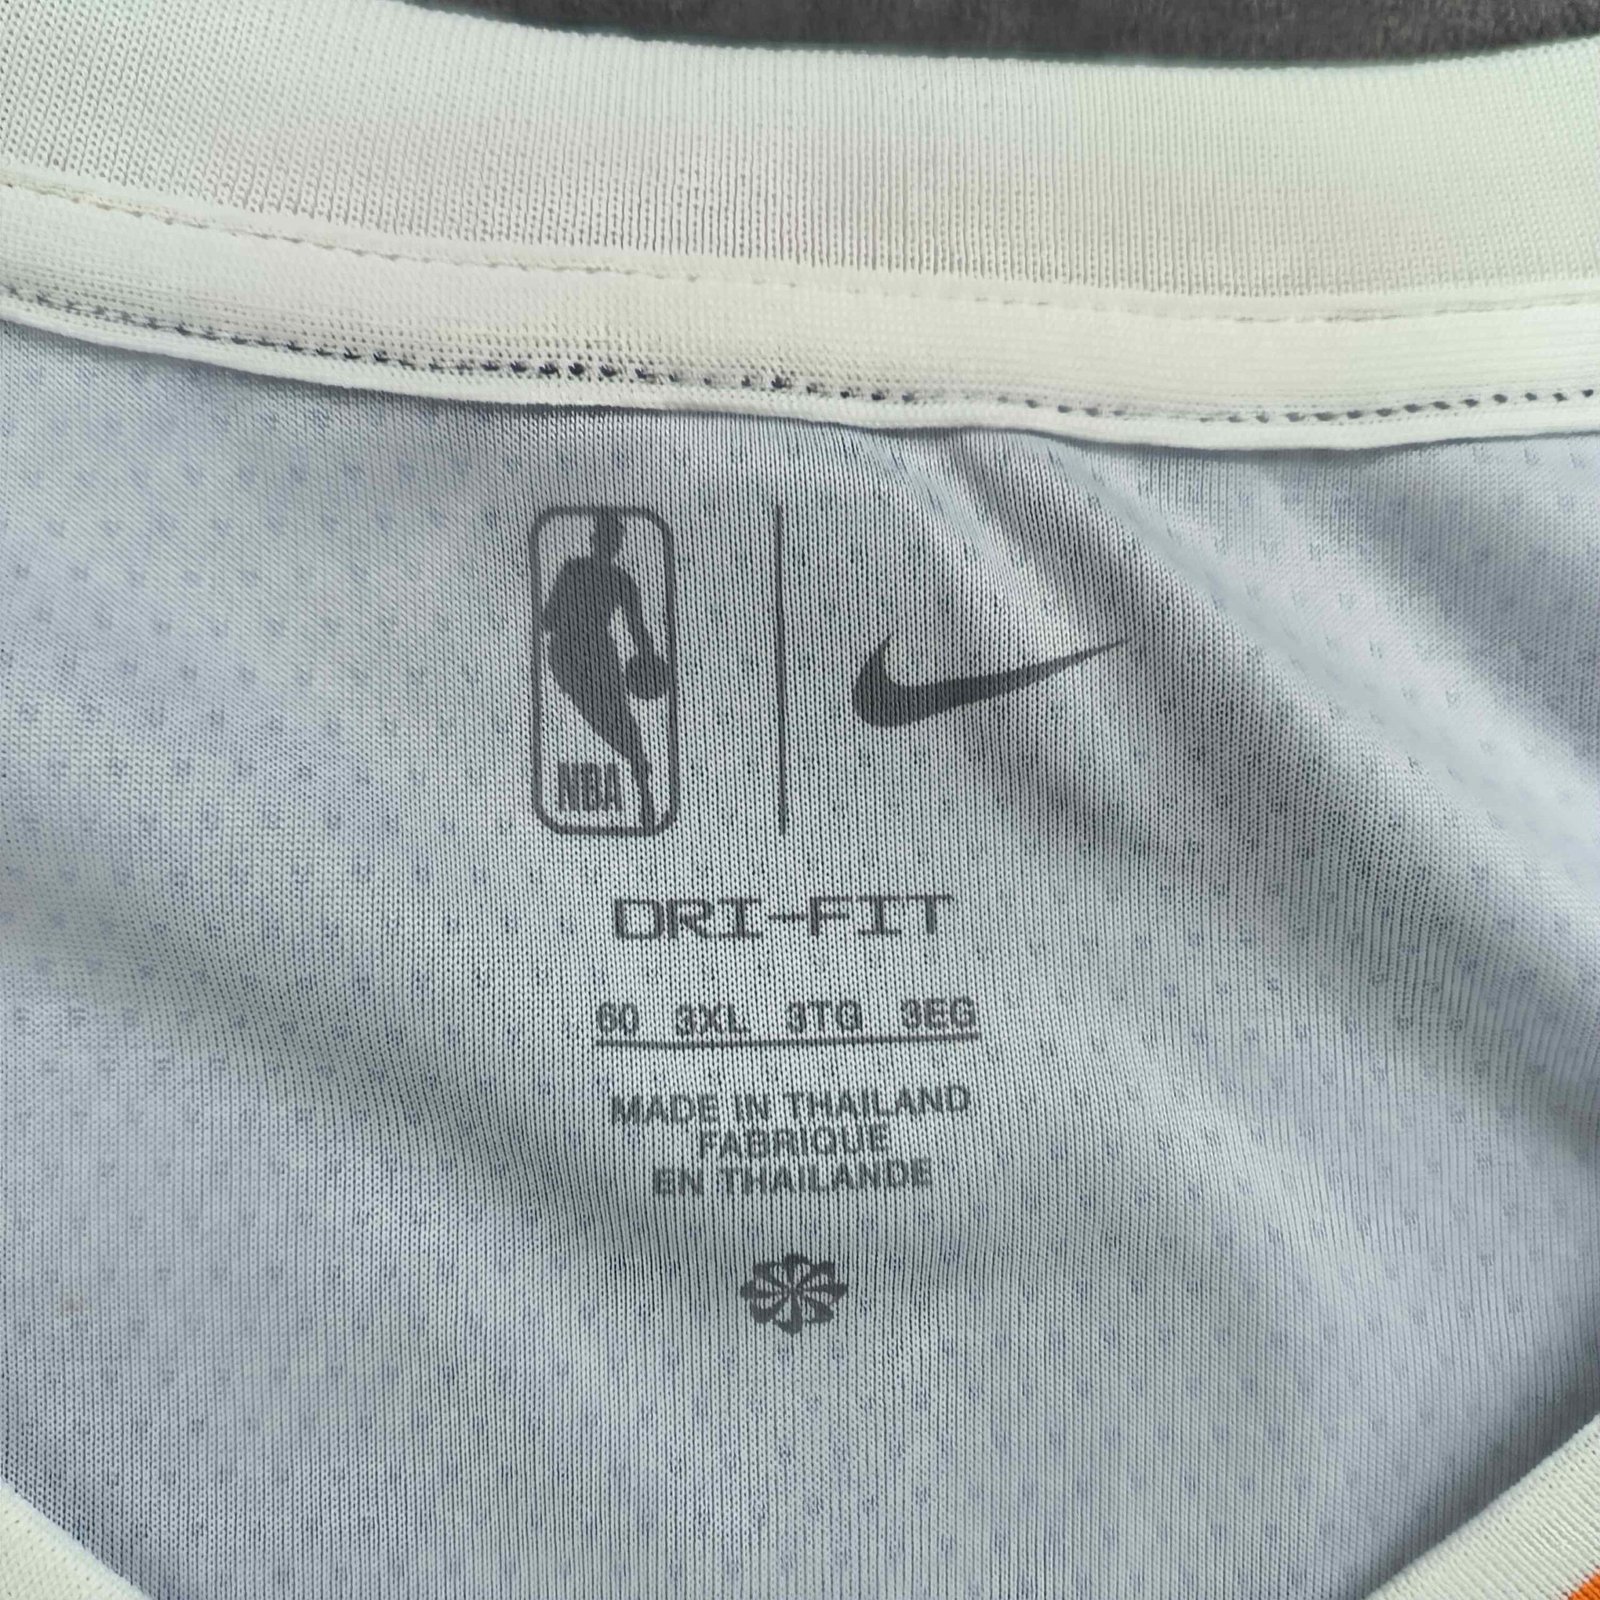 NBA
DRI-FIT
60 3XL 3TG 3EG
MADE IN THAILAND
FABRIQUE
EN THAILANDE